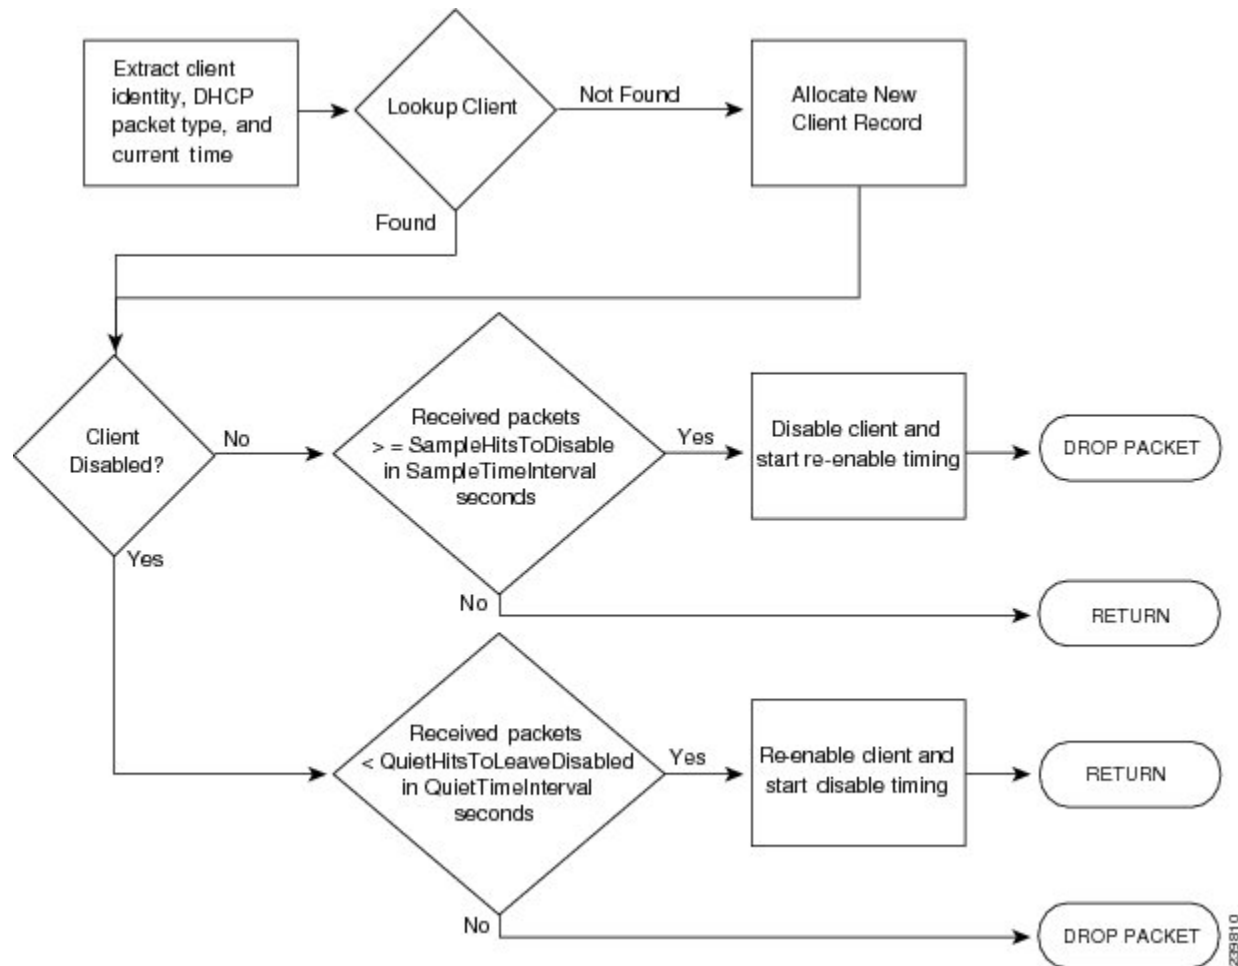 Extract client
identity, DHCP
packet type, and
current time
Lookup Client
Not Found
Allocate New
Client Record
Found
Client
Disabled?
No
Received packets
> = SampleHitsToDisable
in SampleTimeInterval
seconds
Yes
Disable client and
start re-enable timing
DROP PACKET
Yes
No
RETURN
Received packets
< QuietHitsToLeaveDisabled
in QuietTimeInterval
seconds
Yes
Re-enable client and
start disable timing
RETURN
No
DROP PACKET
239810